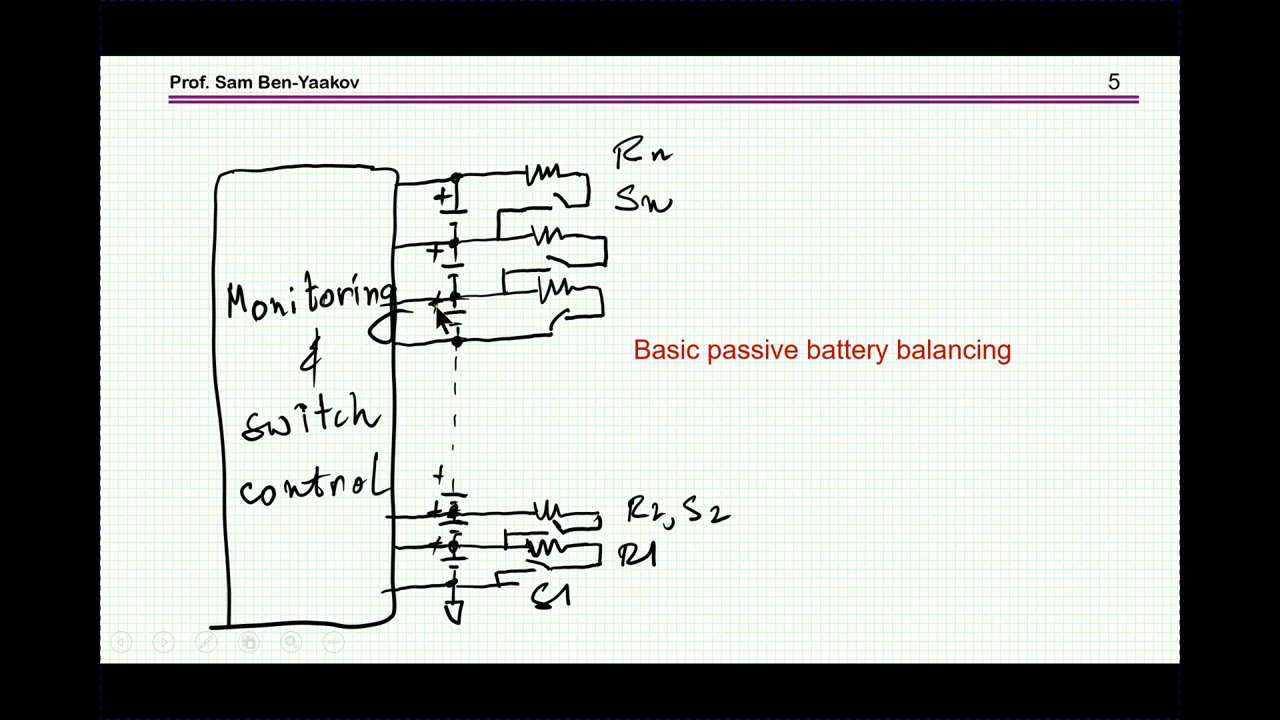 Prof. Sam Ben-Yaakov
5
Rn
Sn
Monitoring
&
switch
control
Basic passive battery balancing
R2, S2
R1
S1